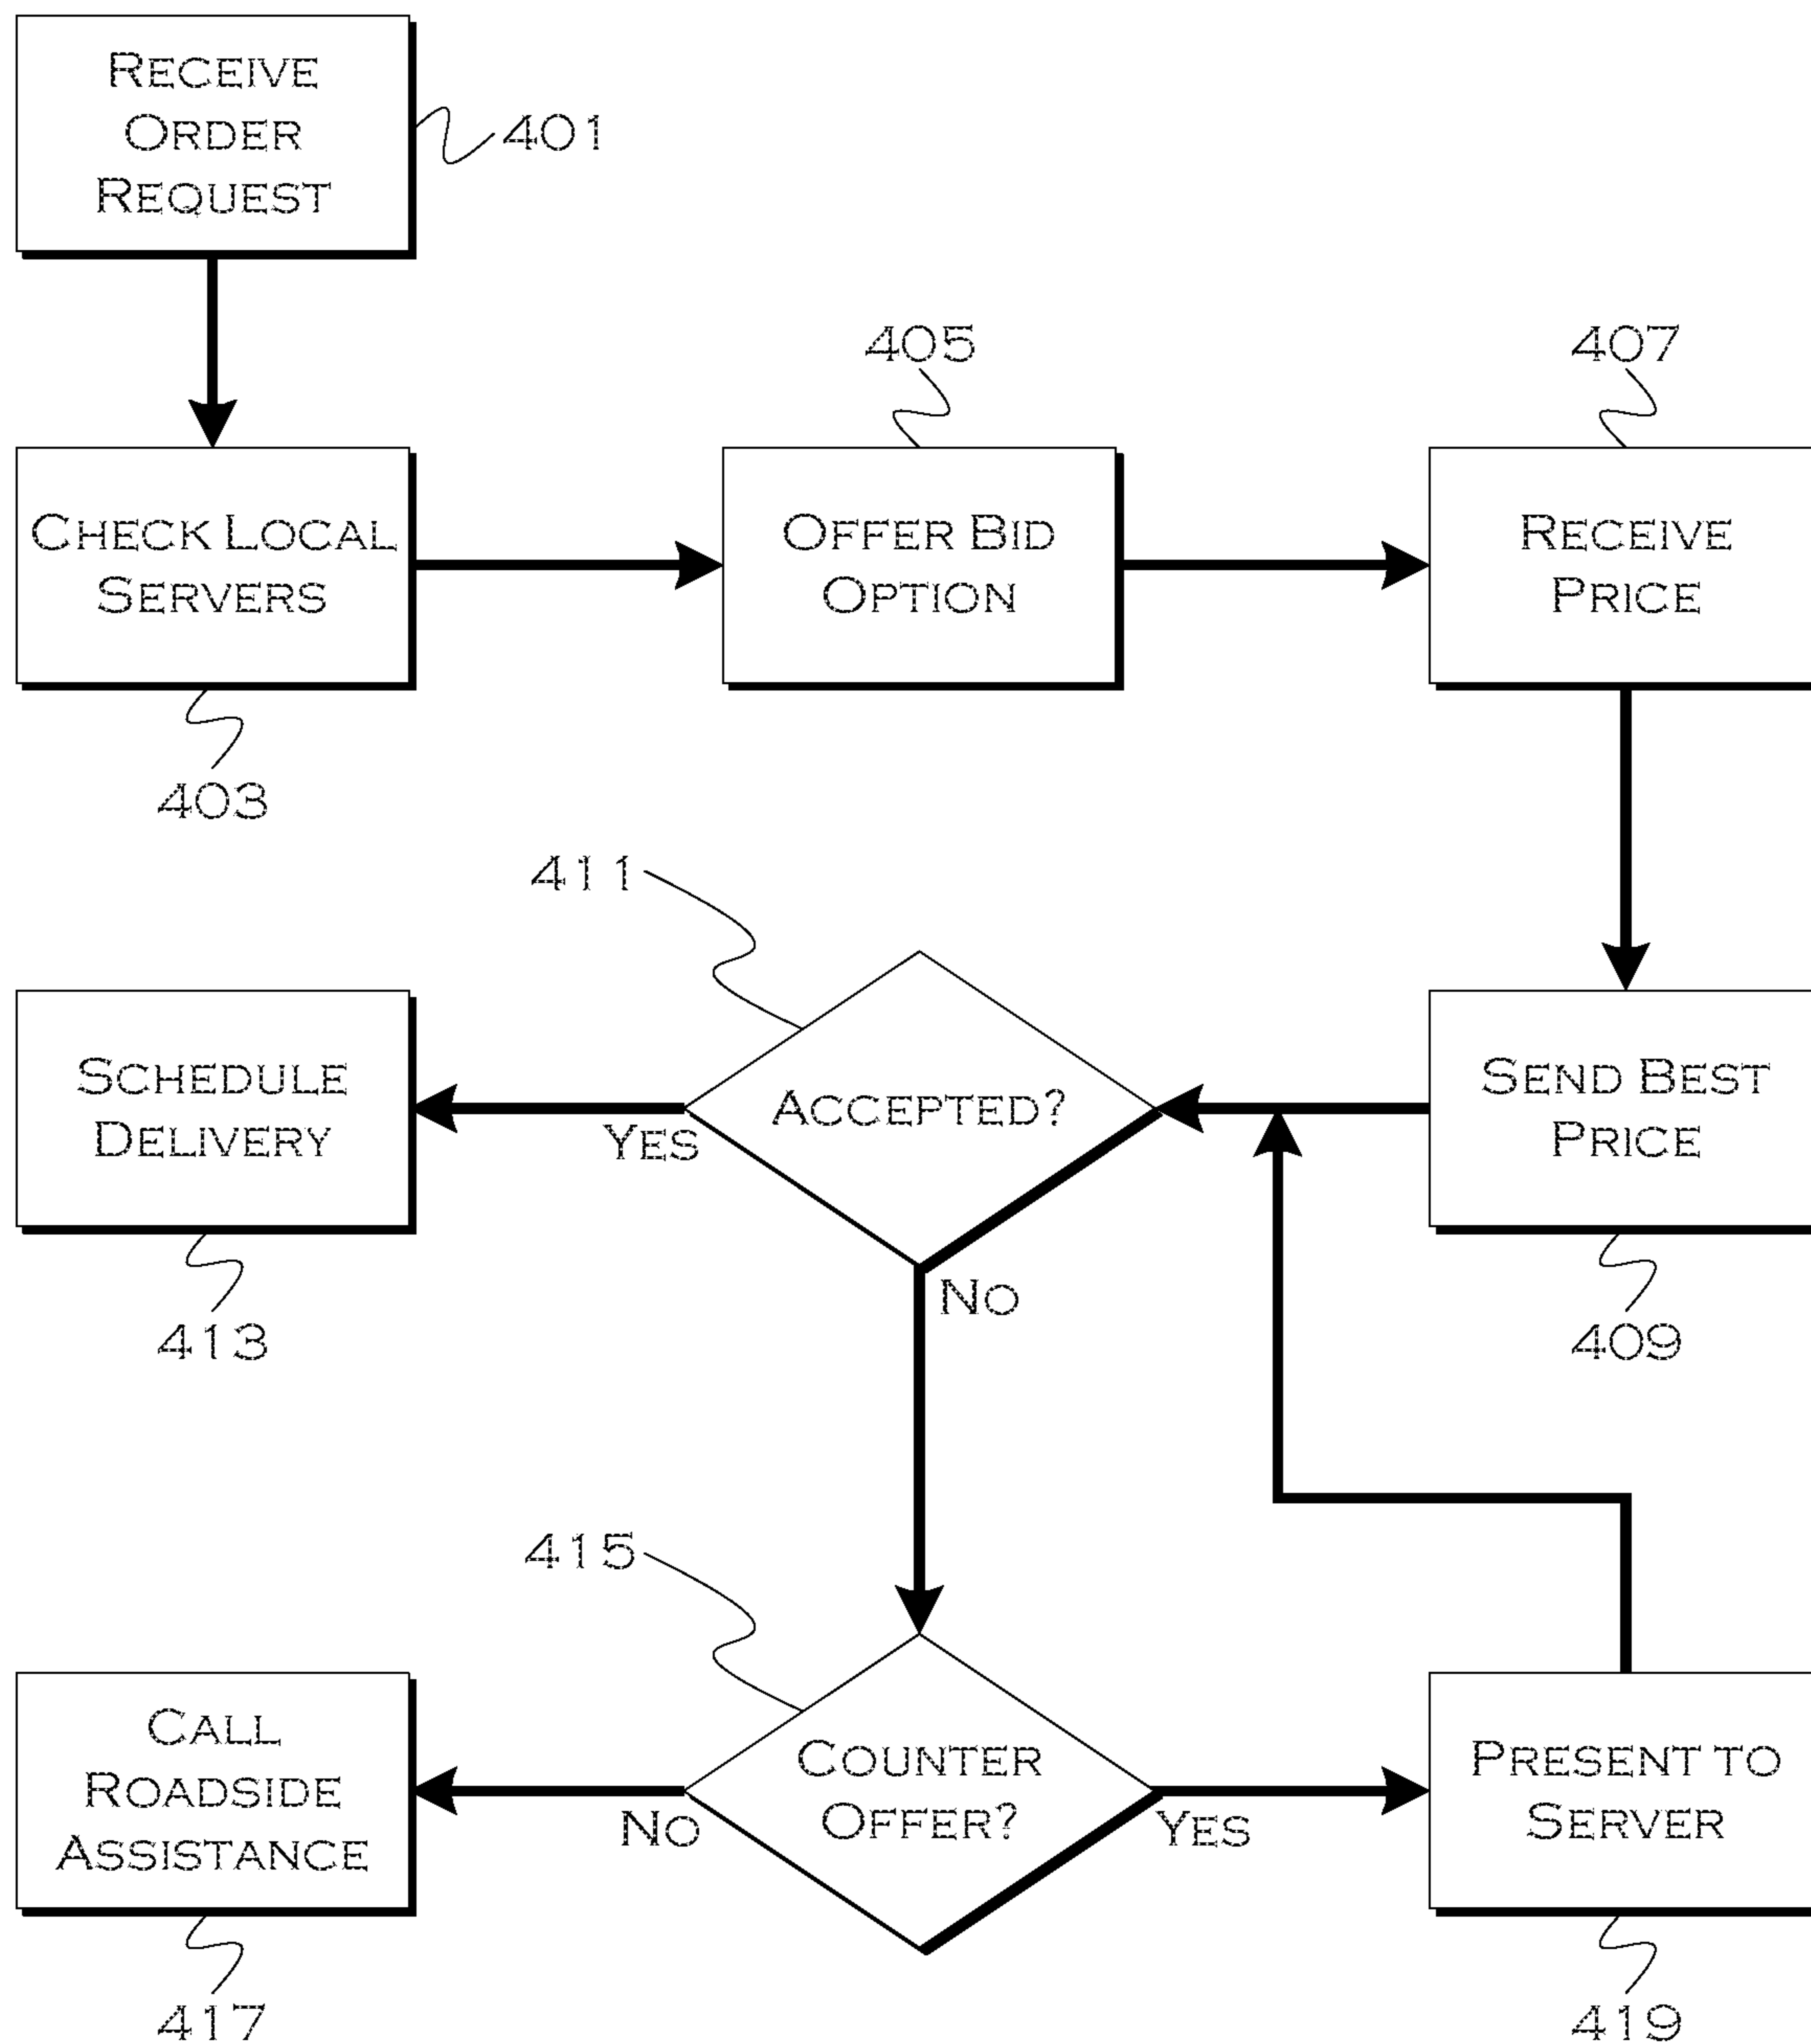 RECEIVE
ORDER
REQUEST
401
405
407
CHECK LOCAL
SERVERS
OFFER BID
OPTION
RECEIVE
PRICE
403
411
SCHEDULE
DELIVERY
YES
ACCEPTED?
SEND BEST
PRICE
NO
413
409
415
CALL
ROADSIDE
ASSISTANCE
NO
COUNTER
OFFER?
YES
PRESENT TO
SERVER
417
419